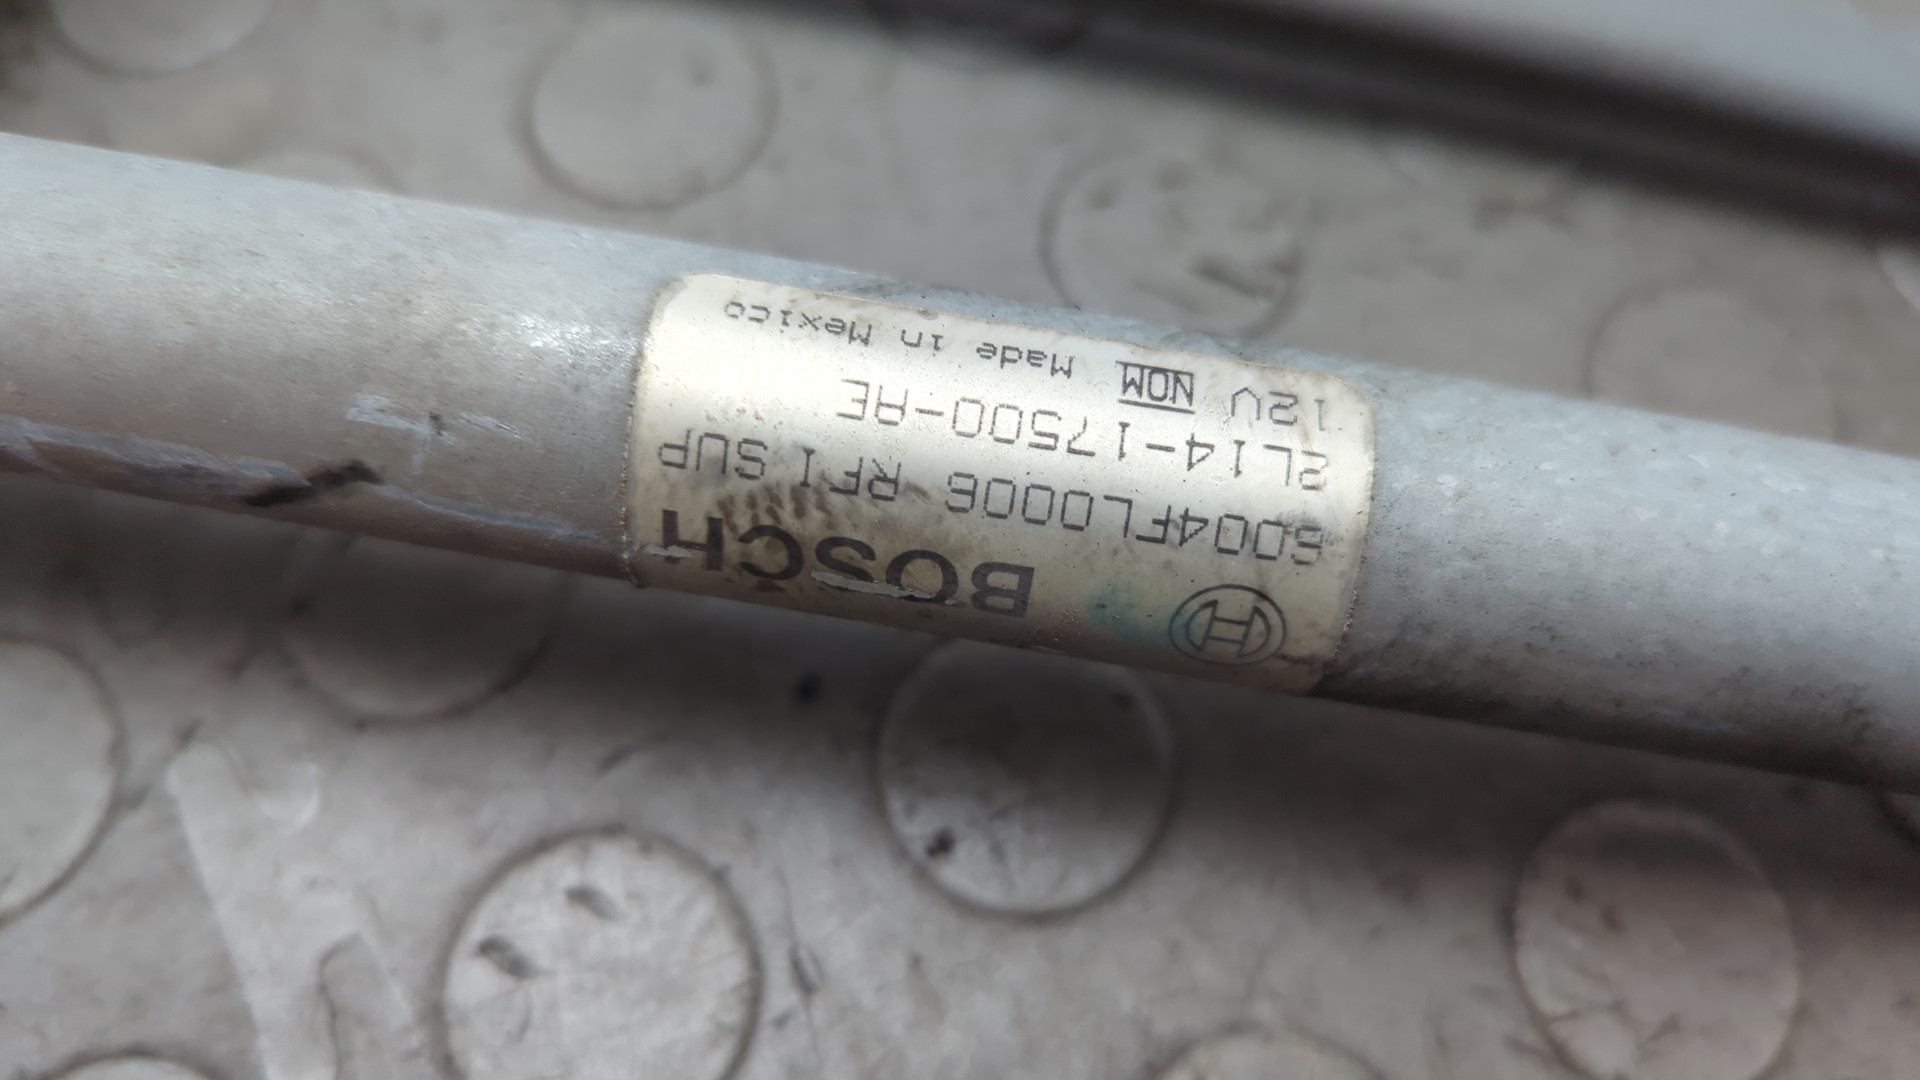 BOSCH
6004FL0006 RFI SUP
2L14-17500-AE
12V NOM Made in Mexico